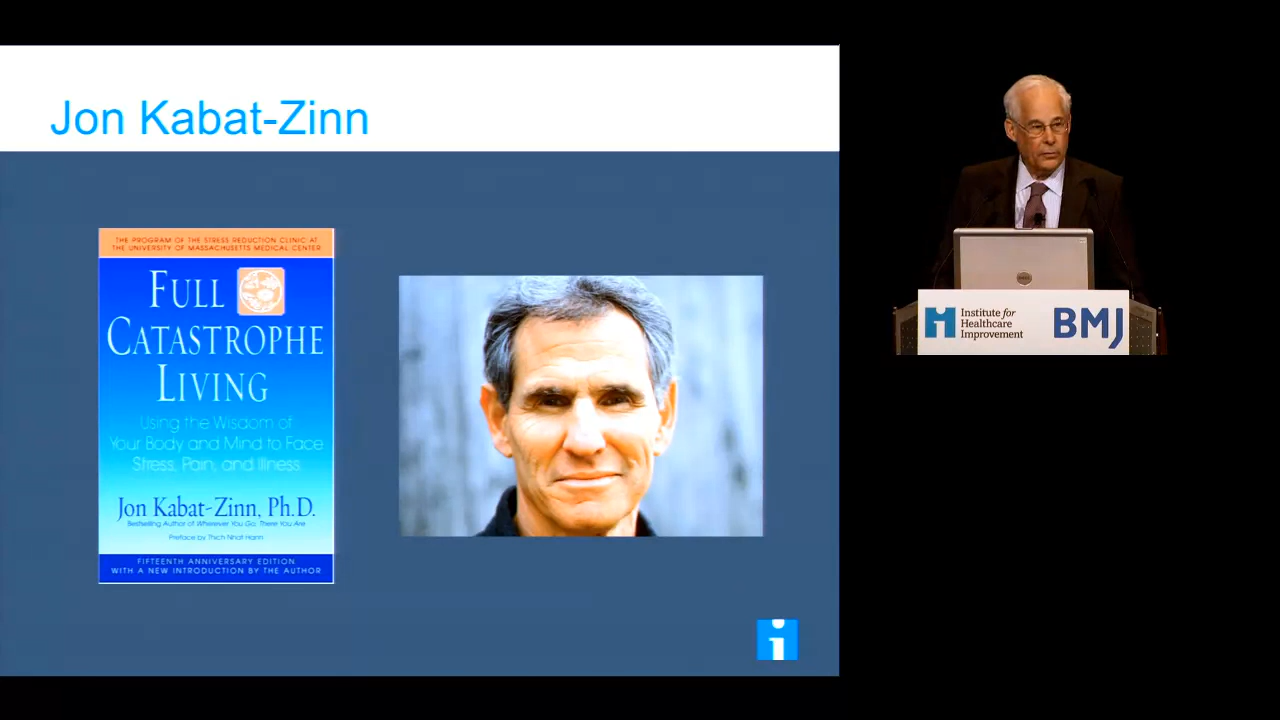 Jon Kabat-Zinn
THE PROGRAM OF THE STRESS REDUCTION CLINIC AT
THE UNIVERSITY OF MASSACHUSETTS MEDICAL CENTER
FULL
CATASTROPHE
LIVING
Using the Wisdom of
Your Body and Mind to Face
Stress, Pain, and Illness
Jon Kabat-Zinn, Ph.D.
Bestselling Author of Wherever You Go, There You Are
Preface by Thich Nhat Hanh
FIFTEENTH ANNIVERSARY EDITION
WITH A NEW INTRODUCTION BY THE AUTHOR
i
Institute for
Healthcare
Improvement
BMJ
DELL